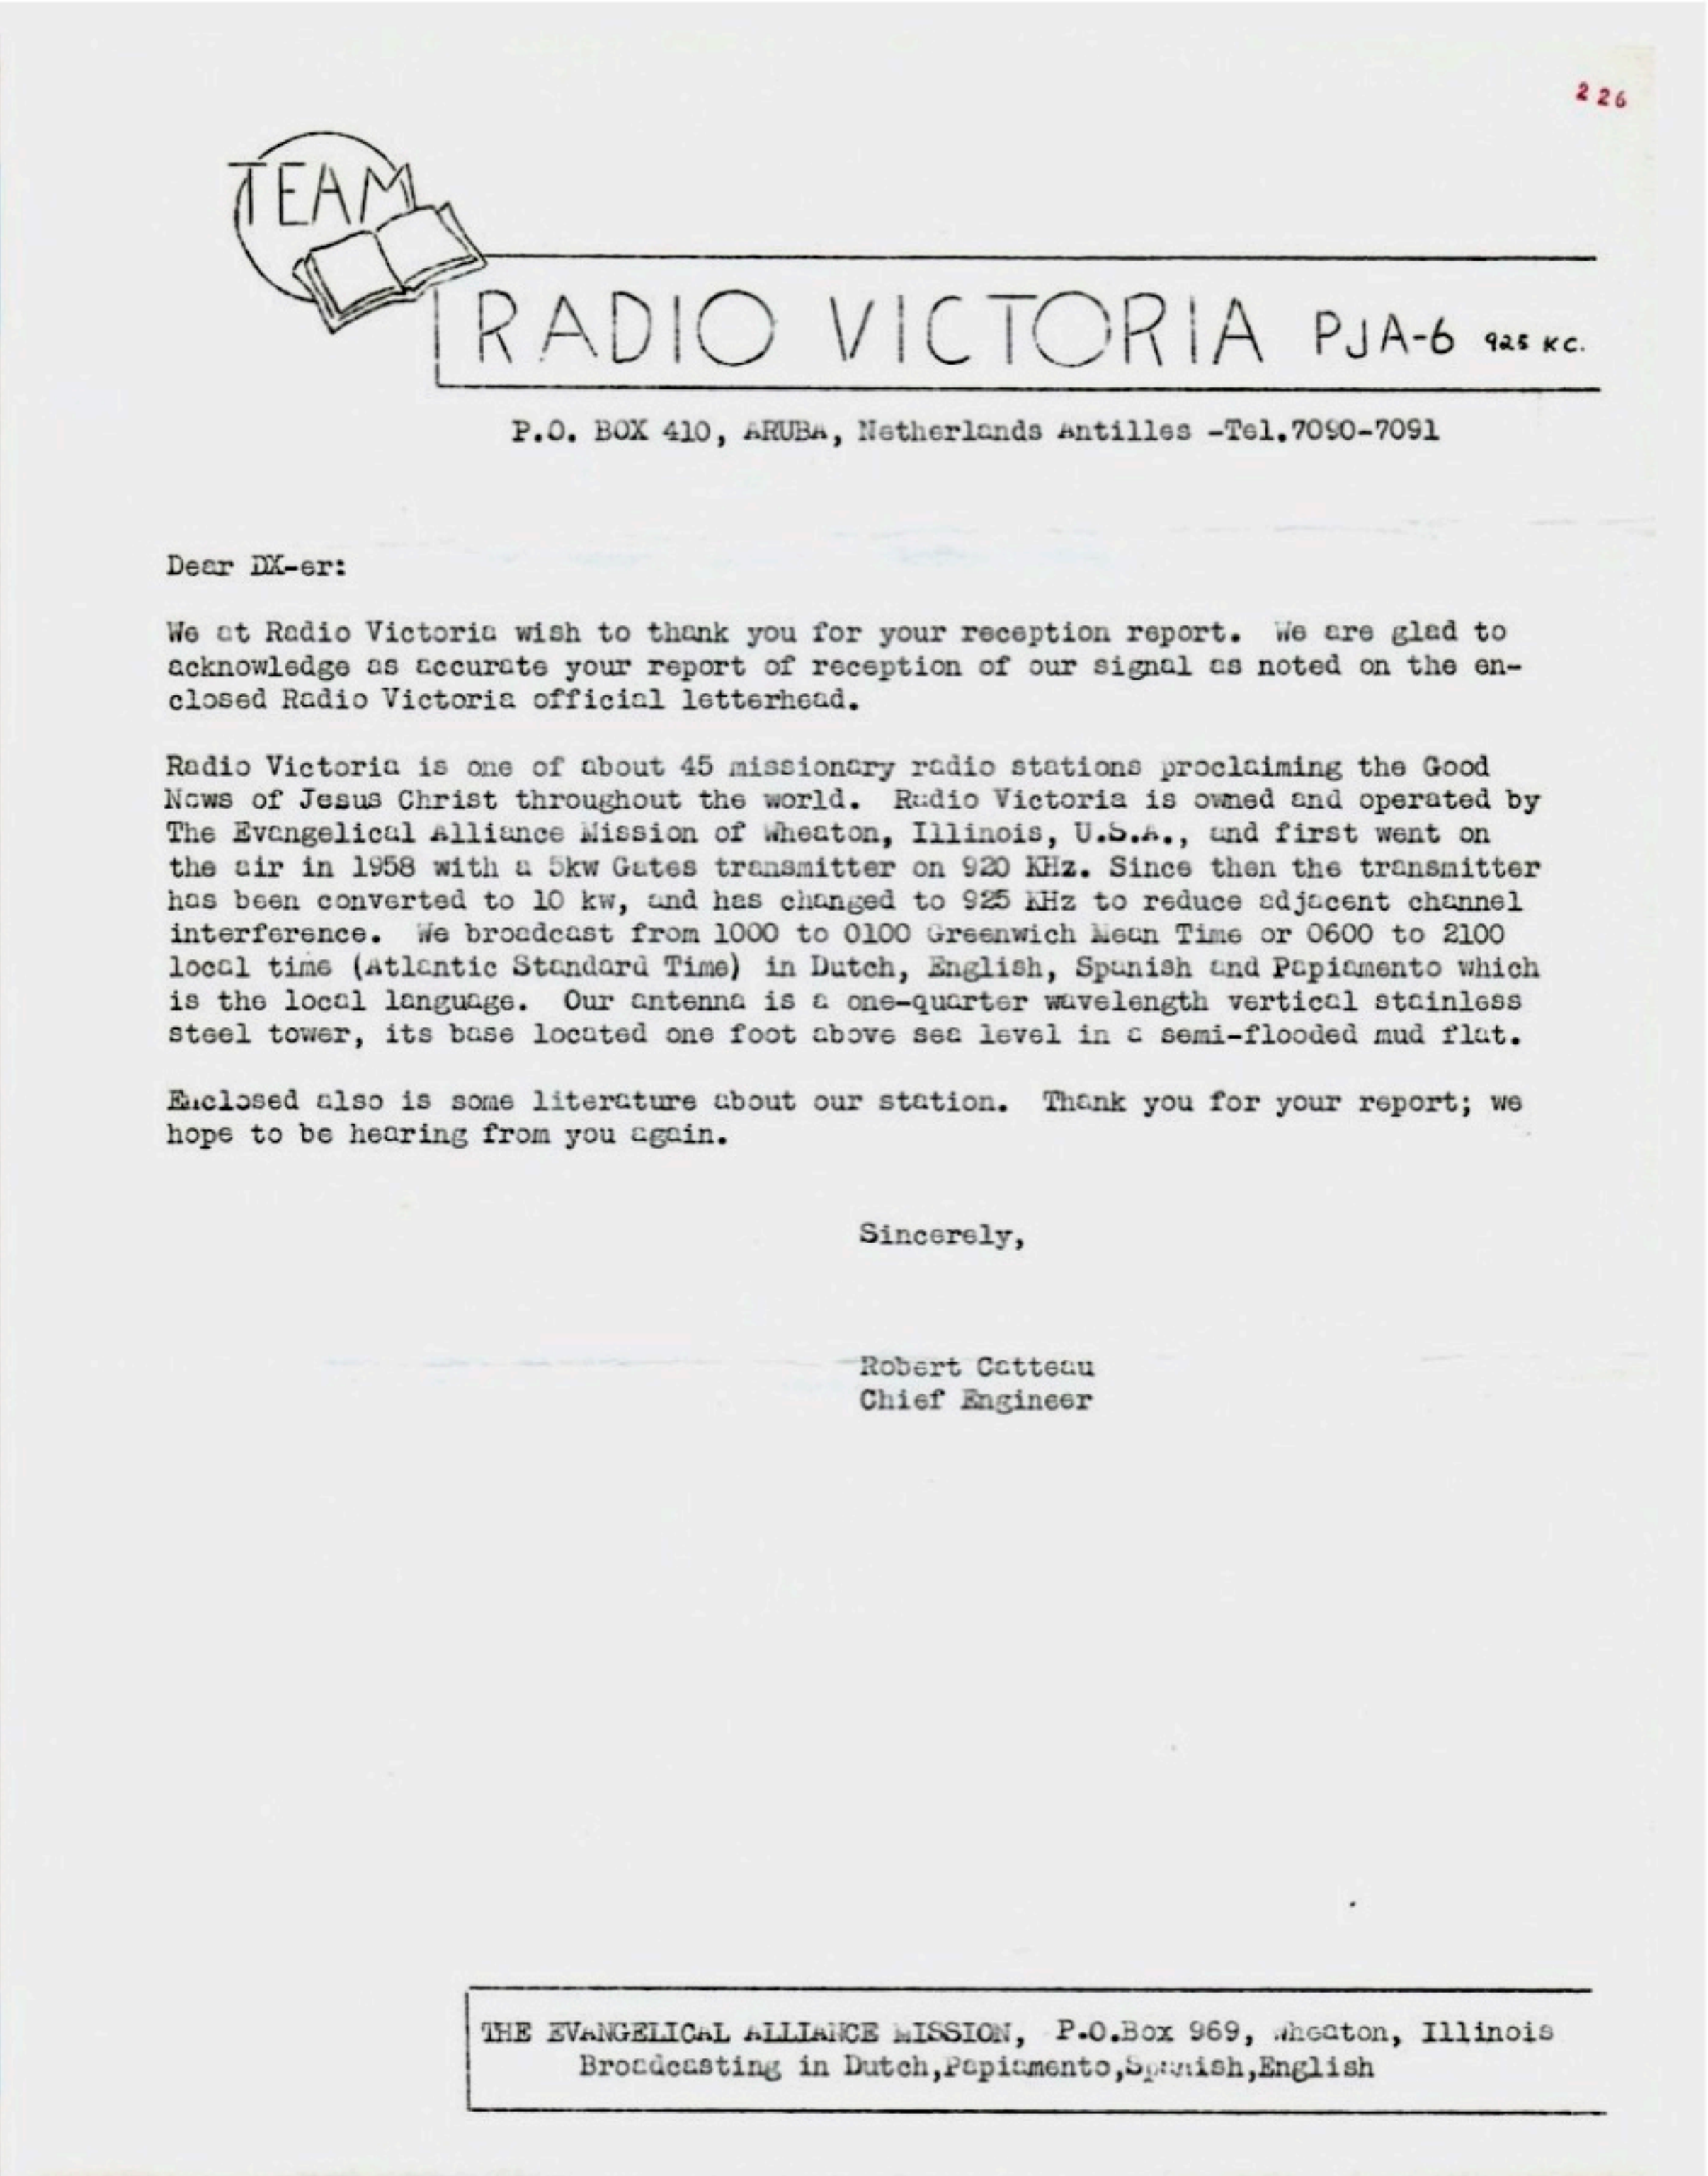 226
TEAM
RADIO VICTORIA PJA-6 925 KC.
P.O. BOX 410, ARUBA, Netherlands Antilles -Tel.7090-7091
Dear DX-er:
We at Radio Victoria wish to thank you for your reception report. We are glad to
acknowledge as accurate your report of reception of our signal as noted on the en-
closed Radio Victoria official letterhead.
Radio Victoria is one of about 45 missionary radio stations proclaiming the Good
News of Jesus Christ throughout the world. Radio Victoria is owned and operated by
The Evangelical Alliance Mission of Wheaton, Illinois, U.S.A., and first went on
the air in 1958 with a 5kw Gates transmitter on 920 KHz. Since then the transmitter
has been converted to 10 kw, and has changed to 925 KHz to reduce adjacent channel
interference. We broadcast from 1000 to 0100 Greenwich Mean Time or 0600 to 2100
local time (Atlantic Standard Time) in Dutch, English, Spanish and Papiamento which
is the local language. Our antenna is a one-quarter wavelength vertical stainless
steel tower, its base located one foot above sea level in a semi-flooded mud flat.
Enclosed also is some literature about our station. Thank you for your report; we
hope to be hearing from you again.
Sincerely,
Robert Catteau
Chief Engineer
THE EVANGELICAL ALLIANCE MISSION, P.O.Box 969, Wheaton, Illinois
Broadcasting in Dutch,Papiamento,Spanish,English